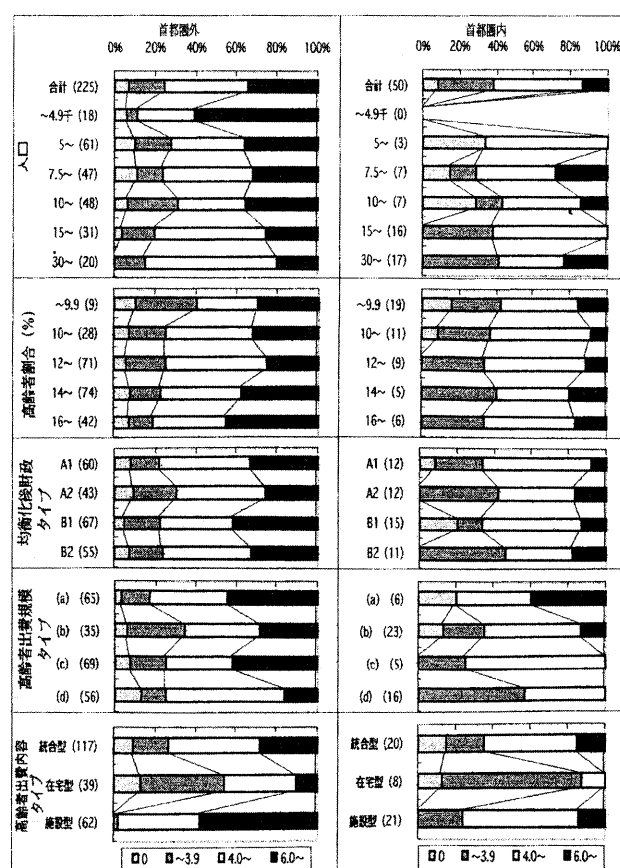 首都圏外
0% 20% 40% 60% 80% 100%
人口
合計 (225)
~4.9千 (18)
5~ (61)
7.5~ (47)
10~ (48)
15~ (31)
30~ (20)
高齢者割合 (%)
~9.9 (9)
10~ (28)
12~ (71)
14~ (74)
16~ (42)
均衡化後財政
タイプ
A1 (60)
A2 (43)
B1 (67)
B2 (55)
高齢者出費規模
タイプ
(a) (65)
(b) (35)
(c) (69)
(d) (56)
高齢者出費内容
タイプ
統合型 (117)
在宅型 (39)
施設型 (62)
0 ~3.9 4.0~ 6.0~
首都圏内
0% 20% 40% 60% 80% 100%
合計 (50)
~4.9千 (0)
5~ (3)
7.5~ (7)
10~ (7)
15~ (16)
30~ (17)
~9.9 (19)
10~ (11)
12~ (9)
14~ (5)
16~ (6)
A1 (12)
A2 (12)
B1 (15)
B2 (11)
(a) (6)
(b) (23)
(c) (5)
(d) (16)
統合型 (20)
在宅型 (8)
施設型 (21)
0 ~3.9 4.0~ 6.0~